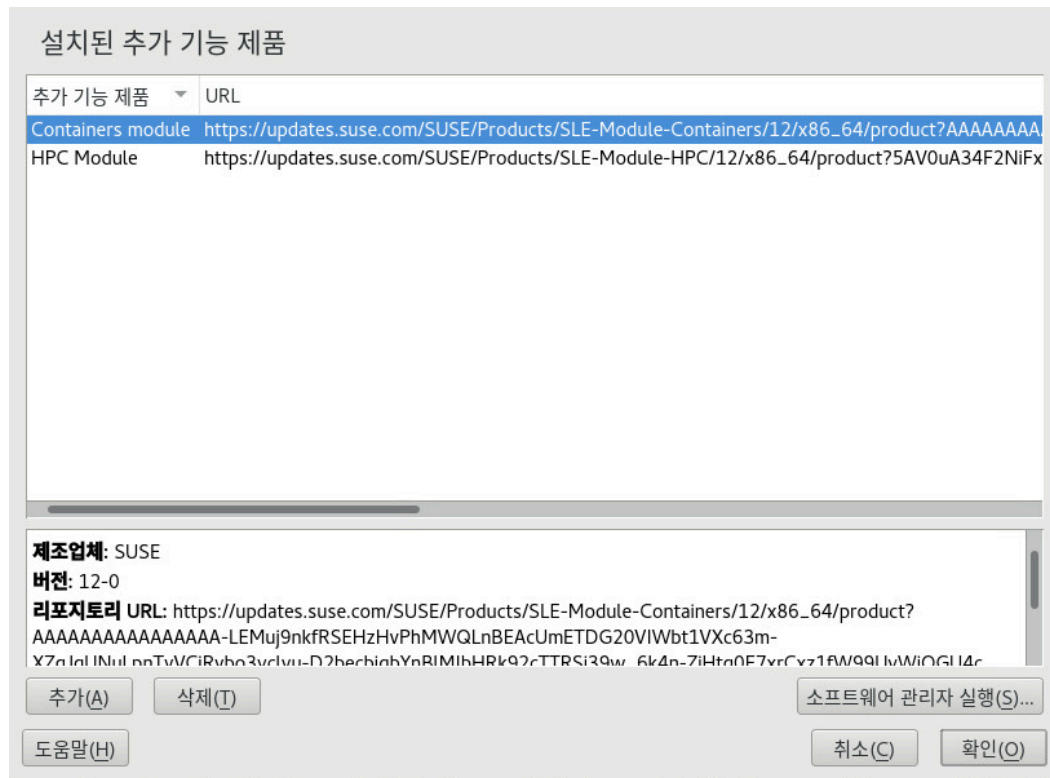 설치된 추가 기능 제품
추가 기능 제품 URL
Containers module https://updates.suse.com/SUSE/Products/SLE-Module-Containers/12/x86_64/product?AAAAAAAA
HPC Module https://updates.suse.com/SUSE/Products/SLE-Module-HPC/12/x86_64/product?5AV0uA34F2NiFx
제조업체: SUSE
버전: 12-0
리포지토리 URL: https://updates.suse.com/SUSE/Products/SLE-Module-Containers/12/x86_64/product?
AAAAAAAAAAAAAAAA-LEMuj9nkfRSEHzHvPhMWQLnBEAcUmETDG20VIWbt1VXc63m-
추가(A) 삭제(T) 소프트웨어 관리자 실행(S)...
도움말(H) 취소(C) 확인(O)